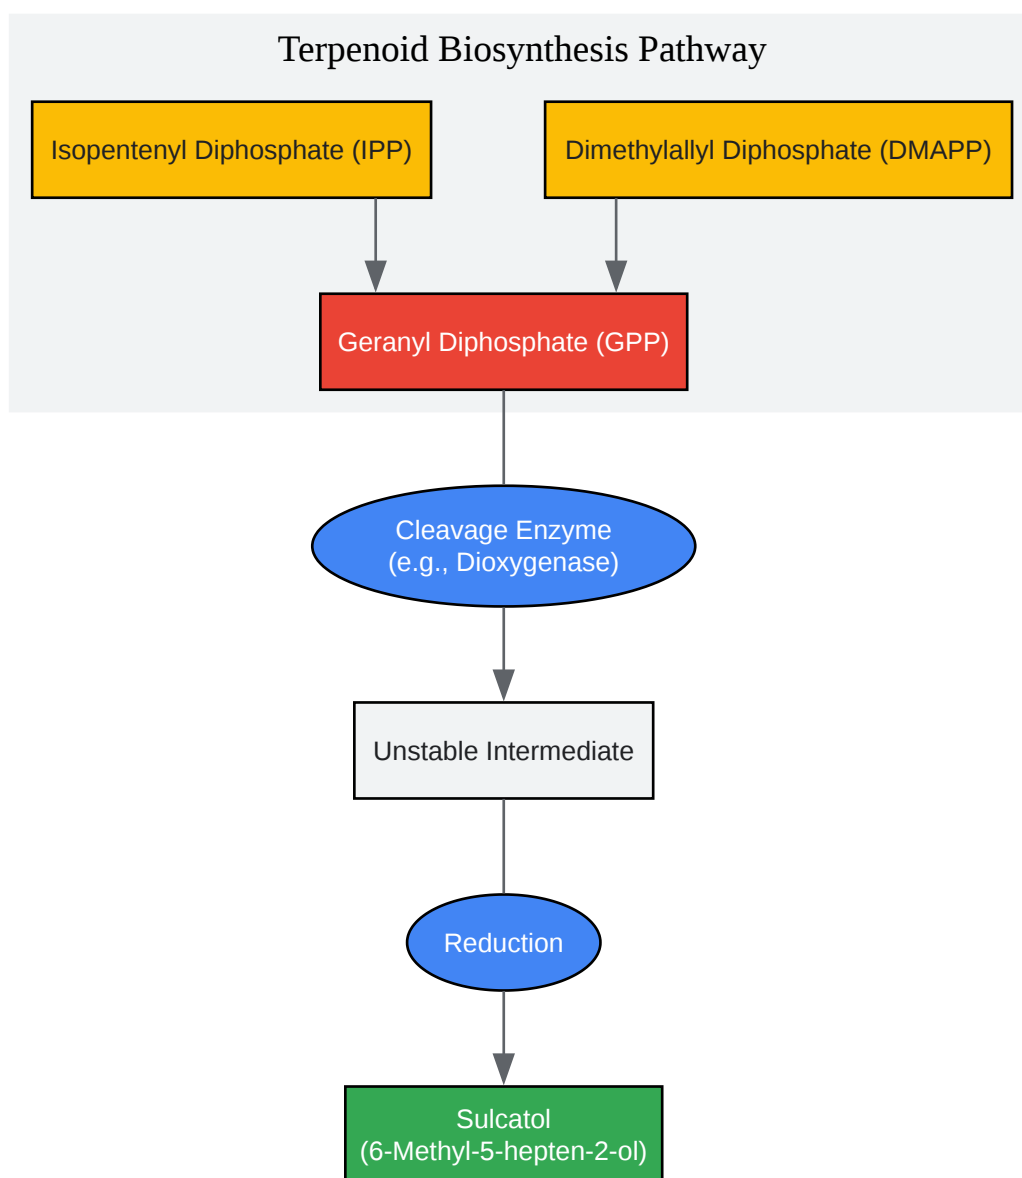 Terpenoid Biosynthesis Pathway
Isopentenyl Diphosphate (IPP)
Dimethylallyl Diphosphate (DMAPP)
Geranyl Diphosphate (GPP)
Cleavage Enzyme
(e.g., Dioxygenase)
Unstable Intermediate
Reduction
Sulcatol
(6-Methyl-5-hepten-2-ol)